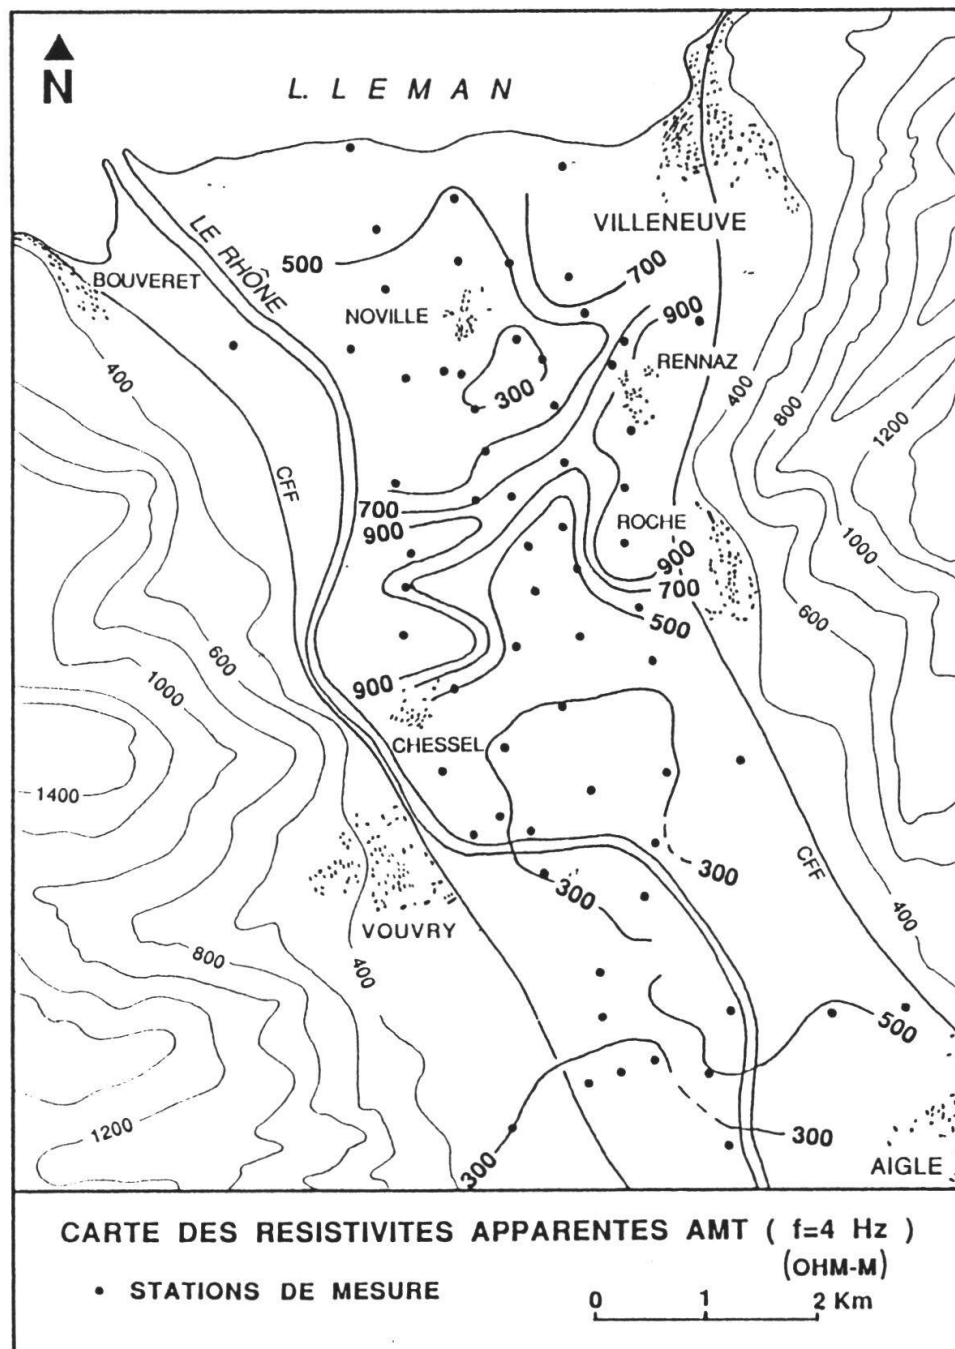 N
L. LEMAN
VILLENEUVE
LE RHÔNE
BOUVERET
500
700
NOVILLE
900
RENNAZ
400
400
800
300
1200
CFF
700
900
ROCHE
1000
900
700
500
600
600
1000
900
CHESSEL
1400
CFF
300
300
400
VOUVRY
800
400
500
1200
300
300
AIGLE
CARTE DES RESISTIVITES APPARENTES AMT ( f=4 Hz )
(OHM-M)
• STATIONS DE MESURE
0 1 2 Km